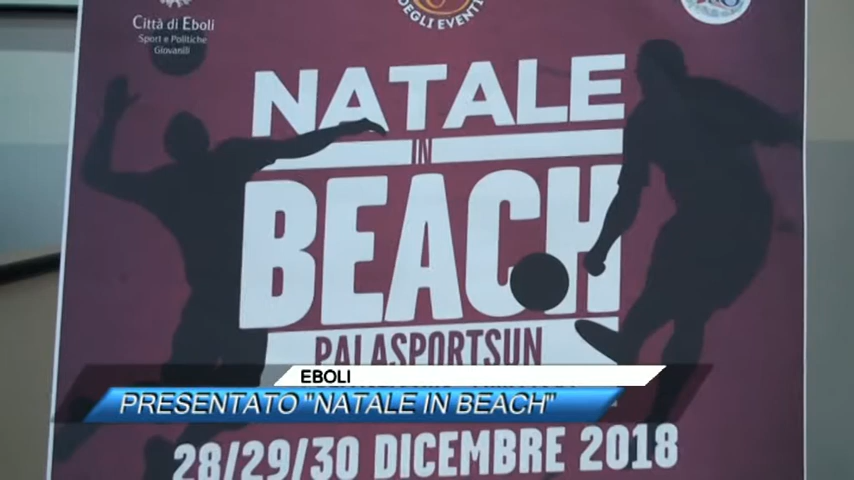 Città di Eboli
Sport e Politiche
Giovanili
DEGLI EVENTI
NATALE
IN
BEACH
PALASPORTSUN
EBOLI
PRESENTATO "NATALE IN BEACH"
28/29/30 DICEMBRE 2018